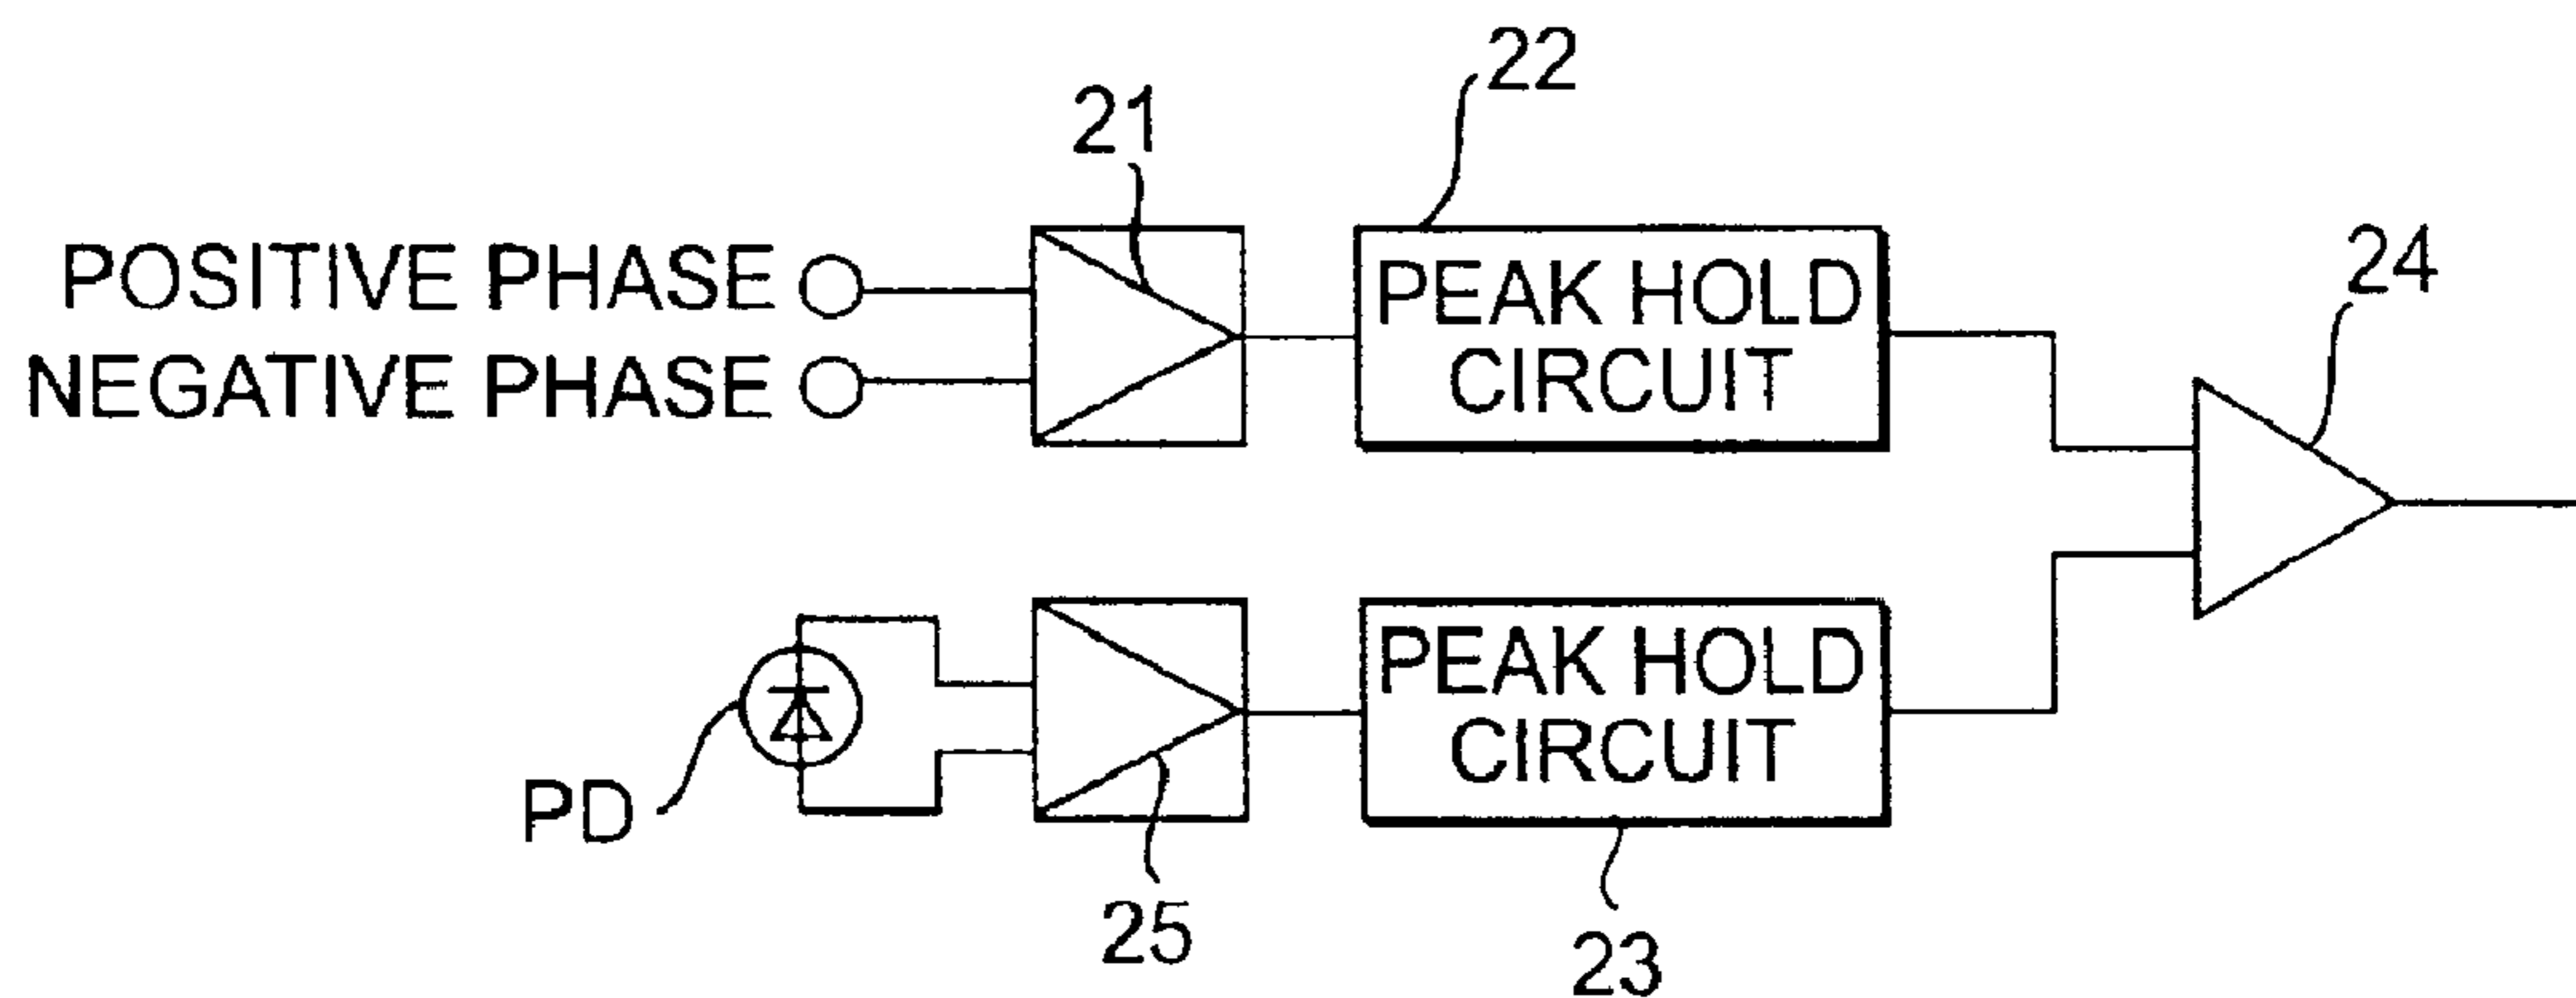 22
21
POSITIVE PHASE
NEGATIVE PHASE
PEAK HOLD
CIRCUIT
24
PD
PEAK HOLD
CIRCUIT
25
23